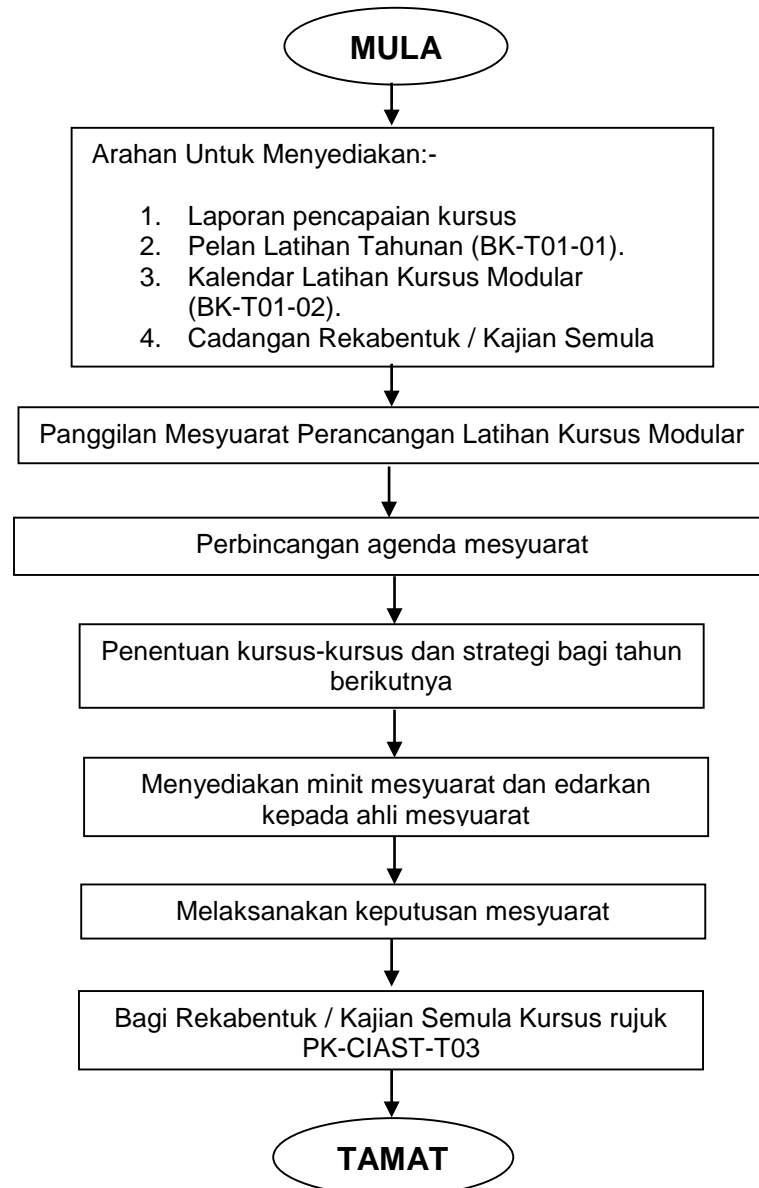 MULA
Arahan Untuk Menyediakan:-
1. Laporan pencapaian kursus
2. Pelan Latihan Tahunan (BK-T01-01).
3. Kalendar Latihan Kursus Modular
(BK-T01-02).
4. Cadangan Rekabentuk / Kajian Semula
Panggilan Mesyuarat Perancangan Latihan Kursus Modular
Perbincangan agenda mesyuarat
Penentuan kursus-kursus dan strategi bagi tahun
berikutnya
Menyediakan minit mesyuarat dan edarkan
kepada ahli mesyuarat
Melaksanakan keputusan mesyuarat
Bagi Rekabentuk / Kajian Semula Kursus rujuk
PK-CIAST-T03
TAMAT